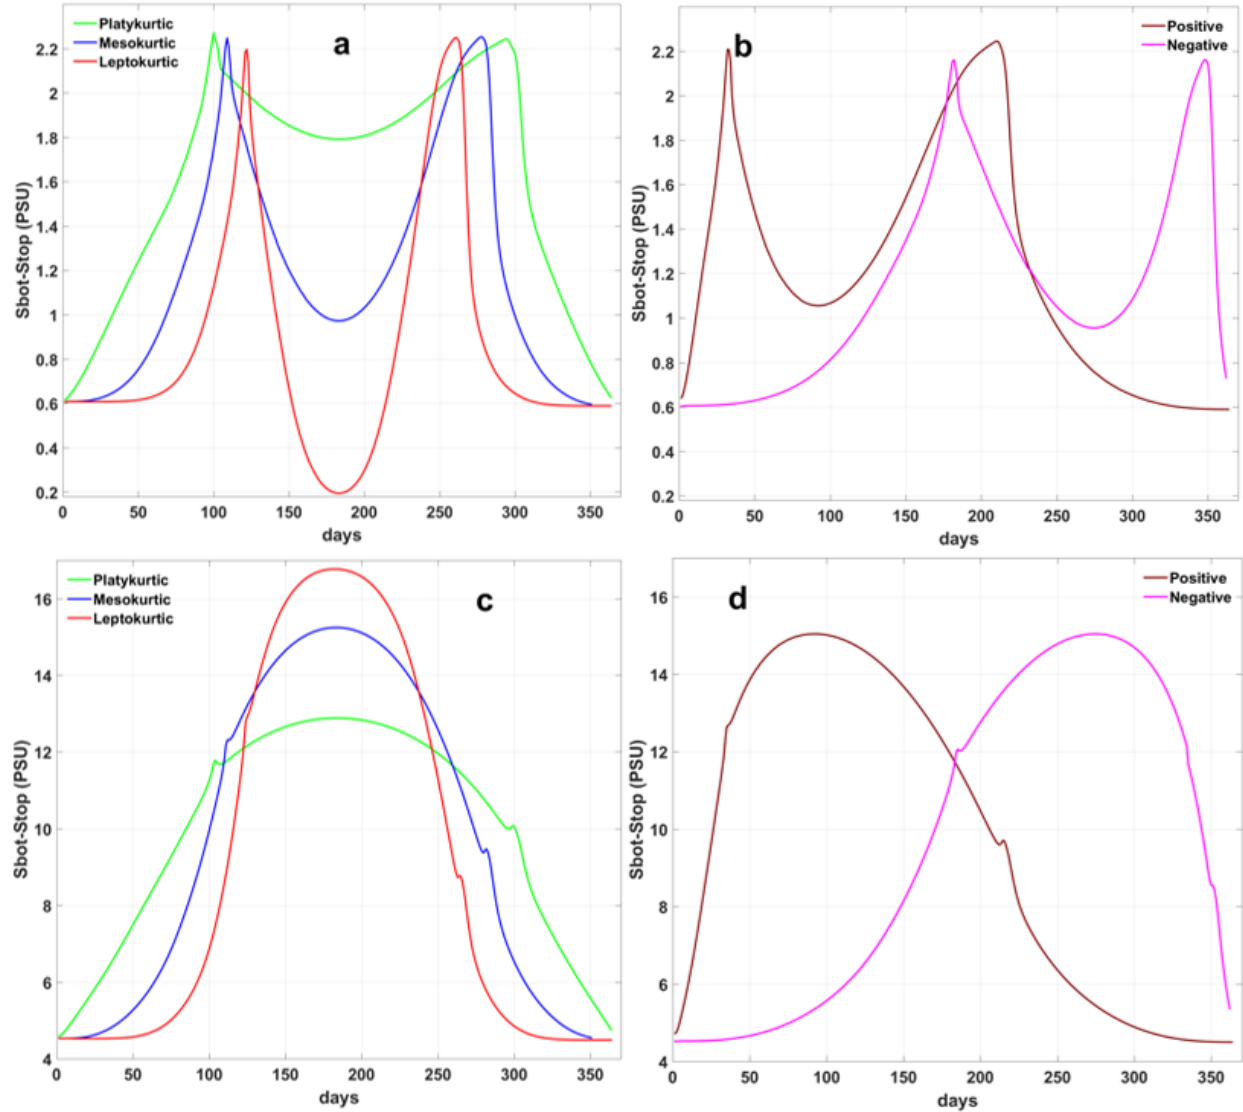 Platykurtic
Mesokurtic
Leptokurtic
a
2.2
2
1.8
1.6
1.4
1.2
1
0.8
0.6
0.4
0.2
Sbot-Stop (PSU)
0 50 100 150 200 250 300 350
days
Positive
Negative
b
2.2
2
1.8
1.6
1.4
1.2
1
0.8
0.6
0.4
0.2
Sbot-Stop (PSU)
0 50 100 150 200 250 300 350
days
Platykurtic
Mesokurtic
Leptokurtic
c
16
14
12
10
8
6
4
Sbot-Stop (PSU)
0 50 100 150 200 250 300 350
days
Positive
Negative
d
16
14
12
10
8
6
4
Sbot-Stop (PSU)
0 50 100 150 200 250 300 350
days